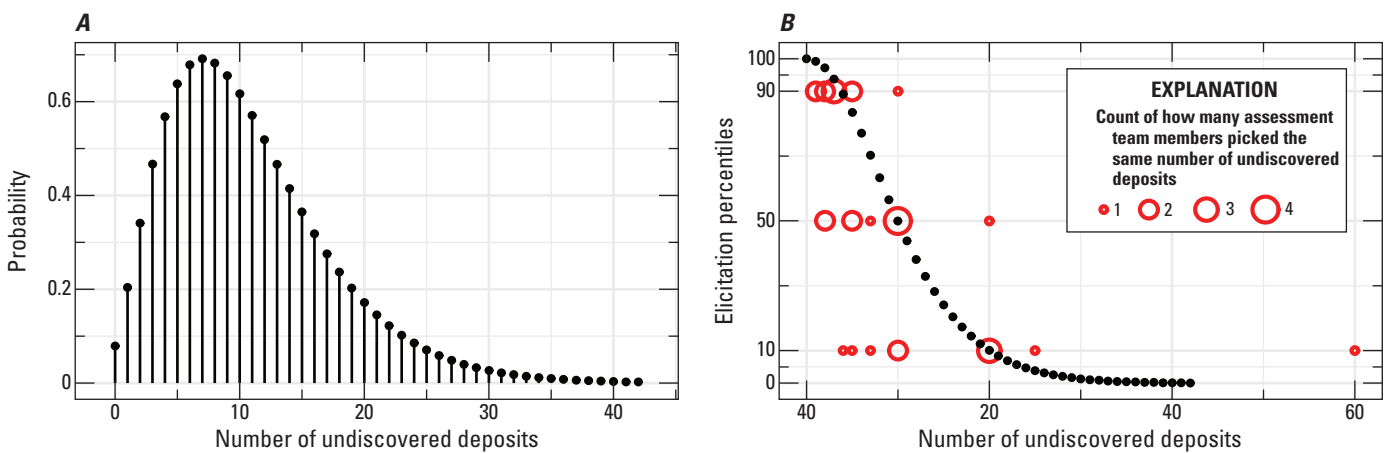 A
Probability
0.6
0.4
0.2
0
0
10
20
30
40
Number of undiscovered deposits
B
Elicitation percentiles
100
90
50
10
0
40
20
40
60
Number of undiscovered deposits
EXPLANATION
Count of how many assessment
team members picked the
same number of undiscovered
deposits
1
2
3
4